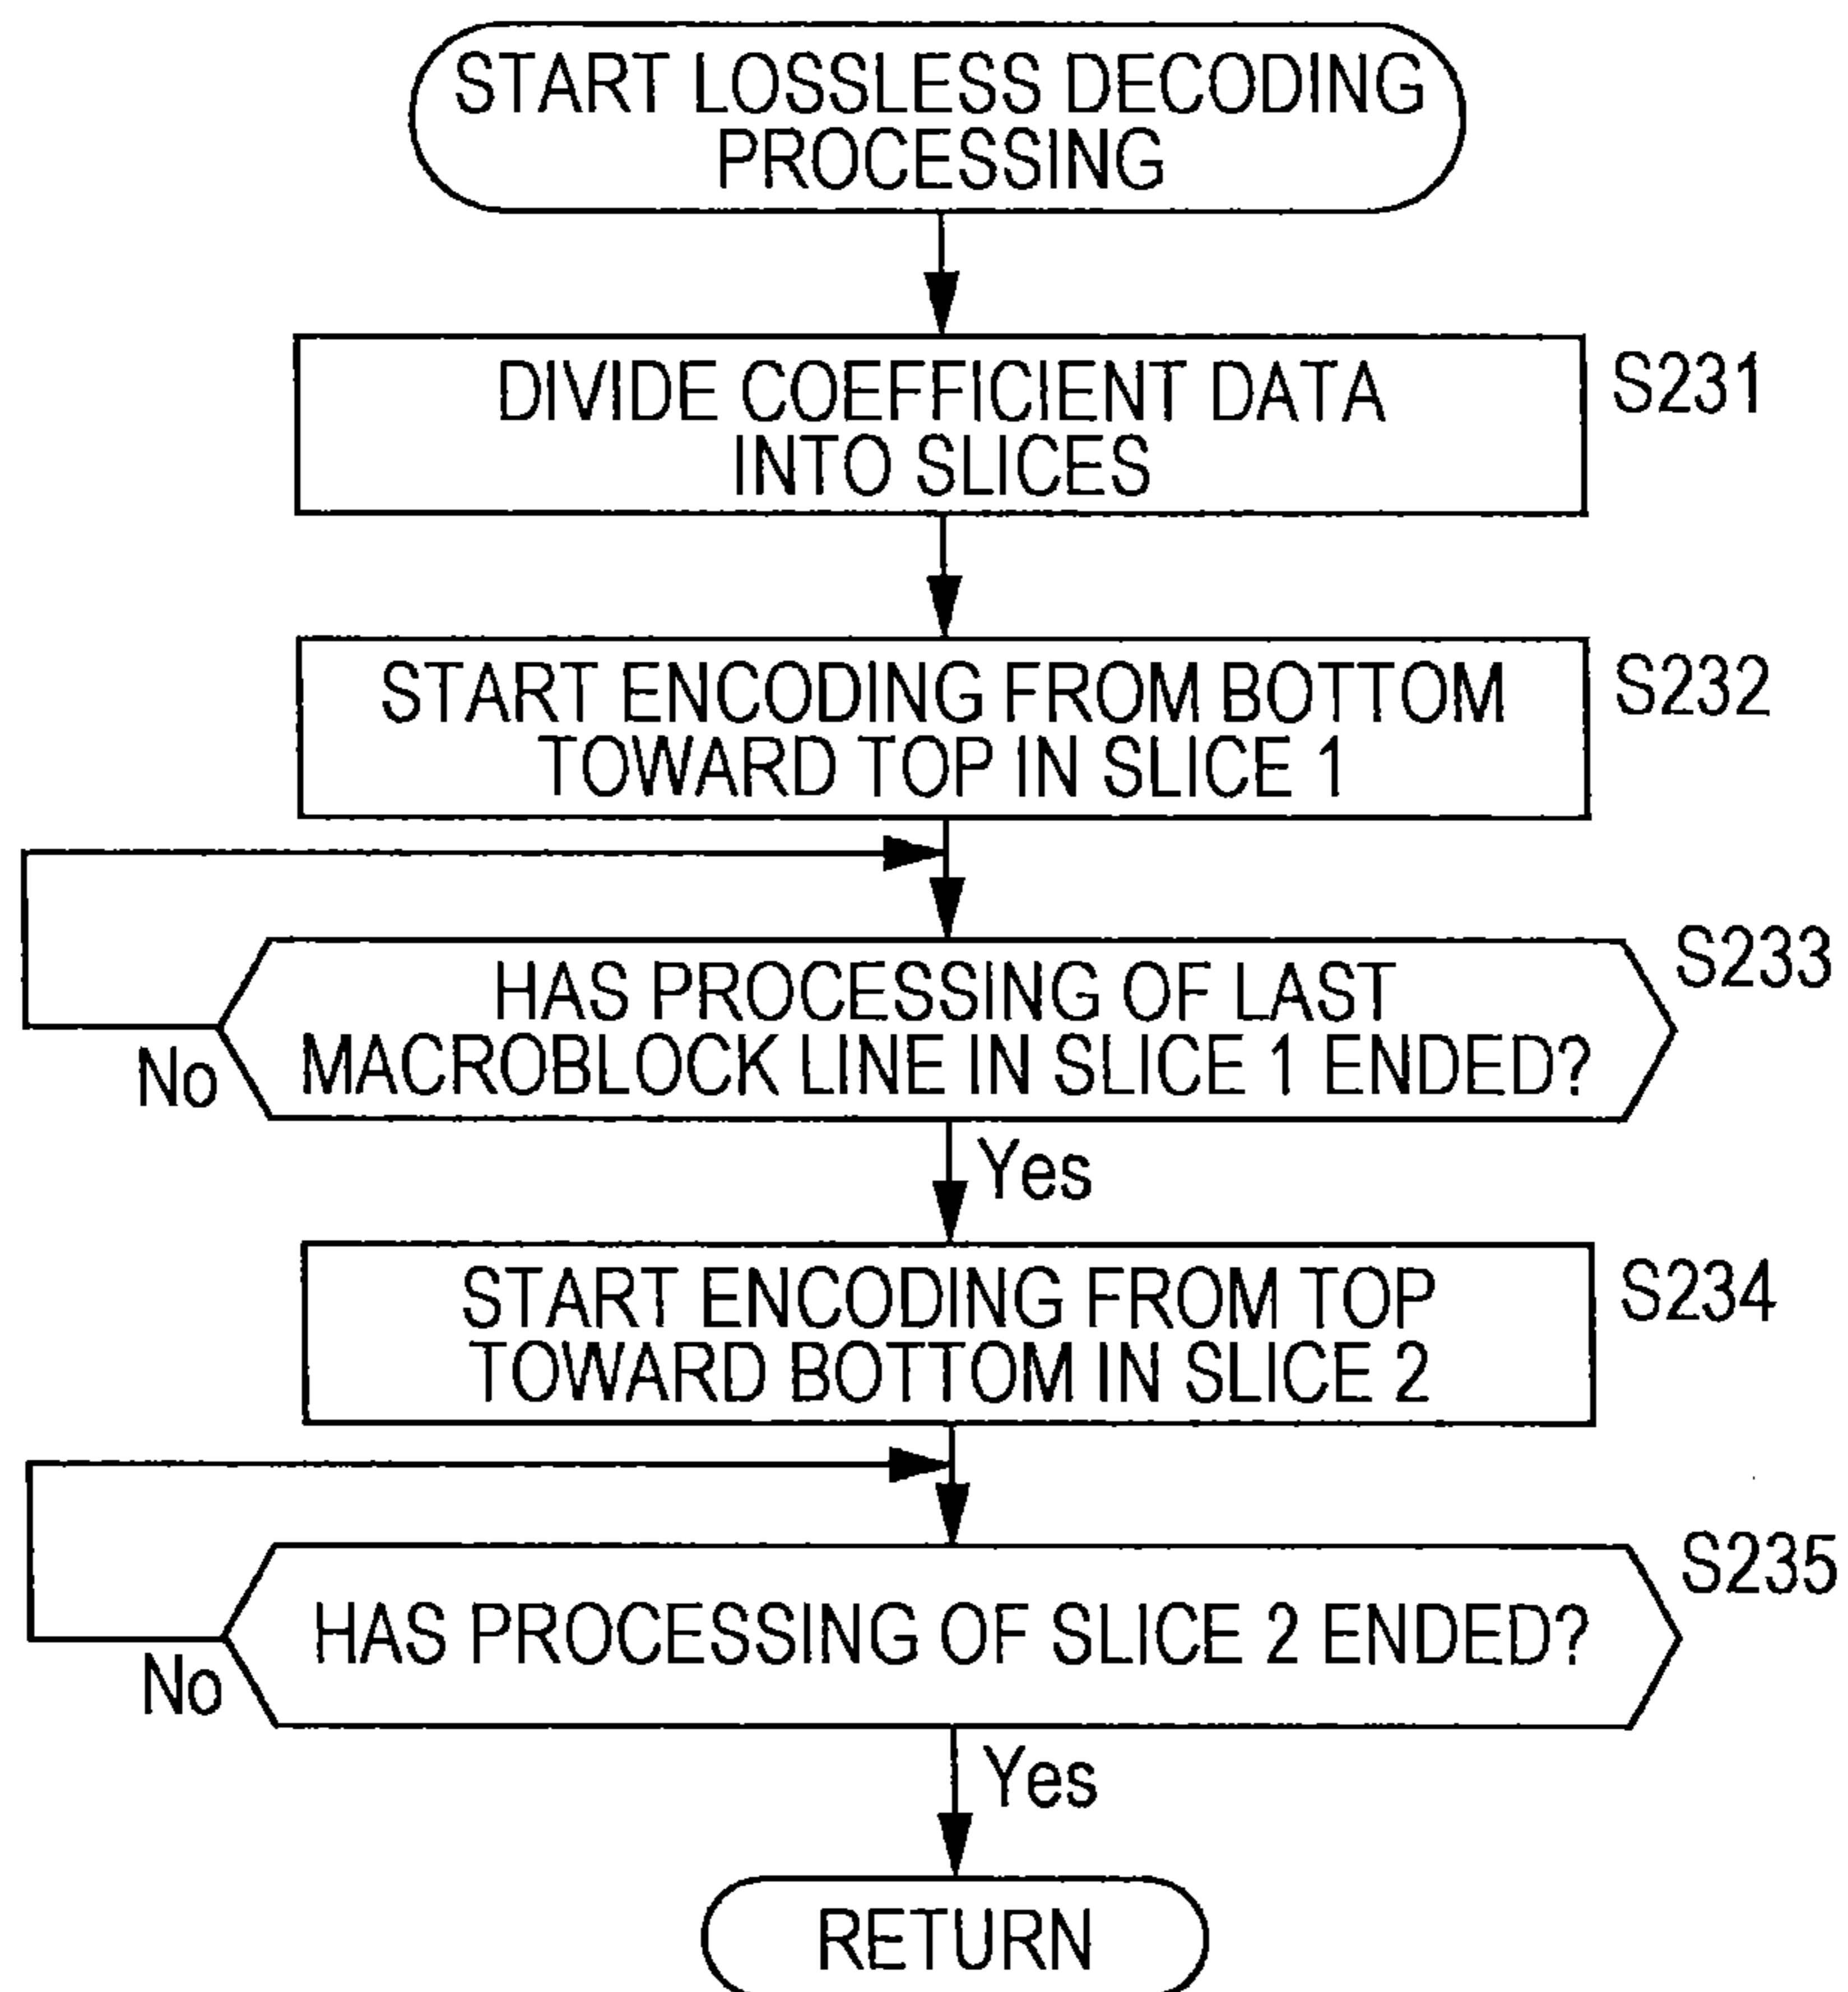 START LOSSLESS DECODING
PROCESSING
DIVIDE COEFFICIENT DATA
INTO SLICES
S231
START ENCODING FROM BOTTOM
TOWARD TOP IN SLICE 1
S232
HAS PROCESSING OF LAST
MACROBLOCK LINE IN SLICE 1 ENDED?
S233
No
Yes
START ENCODING FROM TOP
TOWARD BOTTOM IN SLICE 2
S234
HAS PROCESSING OF SLICE 2 ENDED?
S235
No
Yes
RETURN